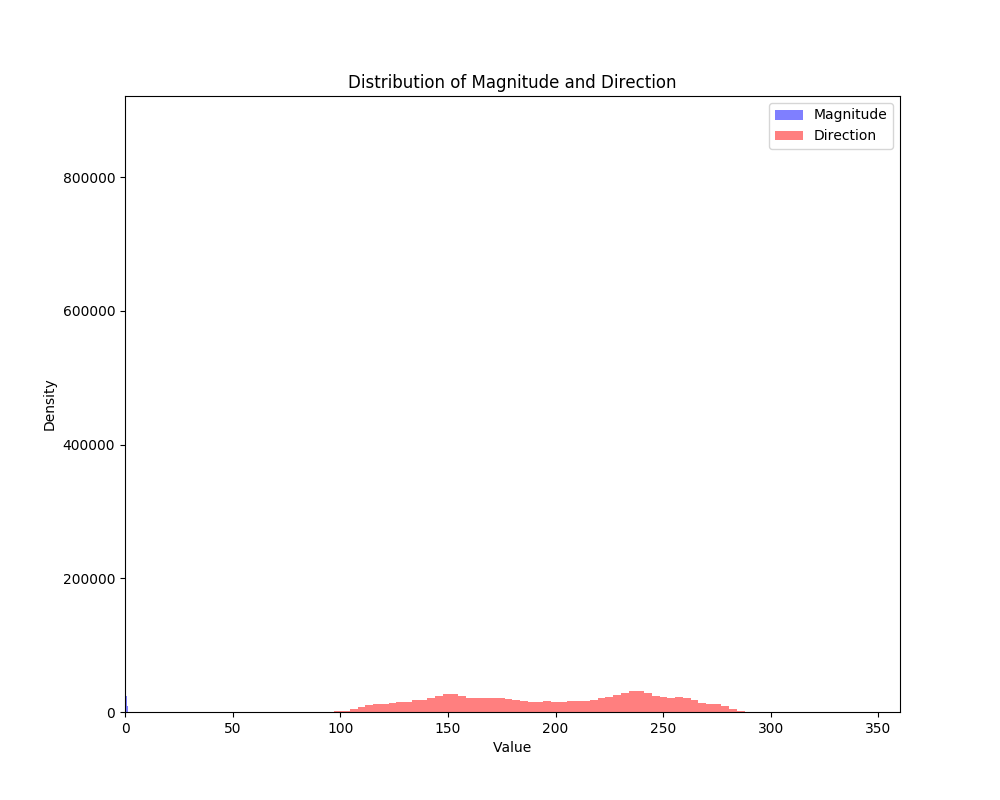 Distribution of Magnitude and Direction
Magnitude
Direction
800000
600000
400000
200000
0
0 50 100 150 200 250 300 350
Density
Value